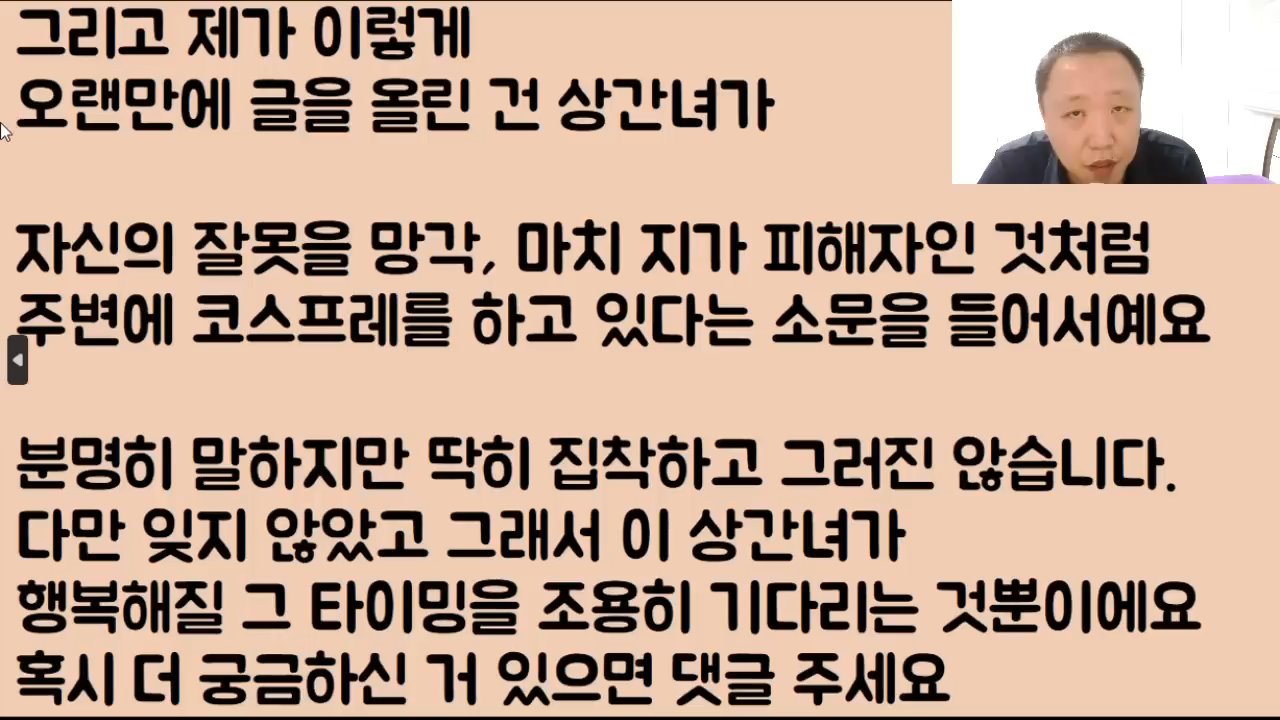 그리고 제가 이렇게
오랜만에 글을 올린 건 상간녀가
자신의 잘못을 망각, 마치 지가 피해자인 것처럼
주변에 코스프레를 하고 있다는 소문을 들어서예요
분명히 말하지만 딱히 집착하고 그러진 않습니다.
다만 잊지 않았고 그래서 이 상간녀가
행복해질 그 타이밍을 조용히 기다리는 것뿐이에요
혹시 더 궁금하신 거 있으면 댓글 주세요